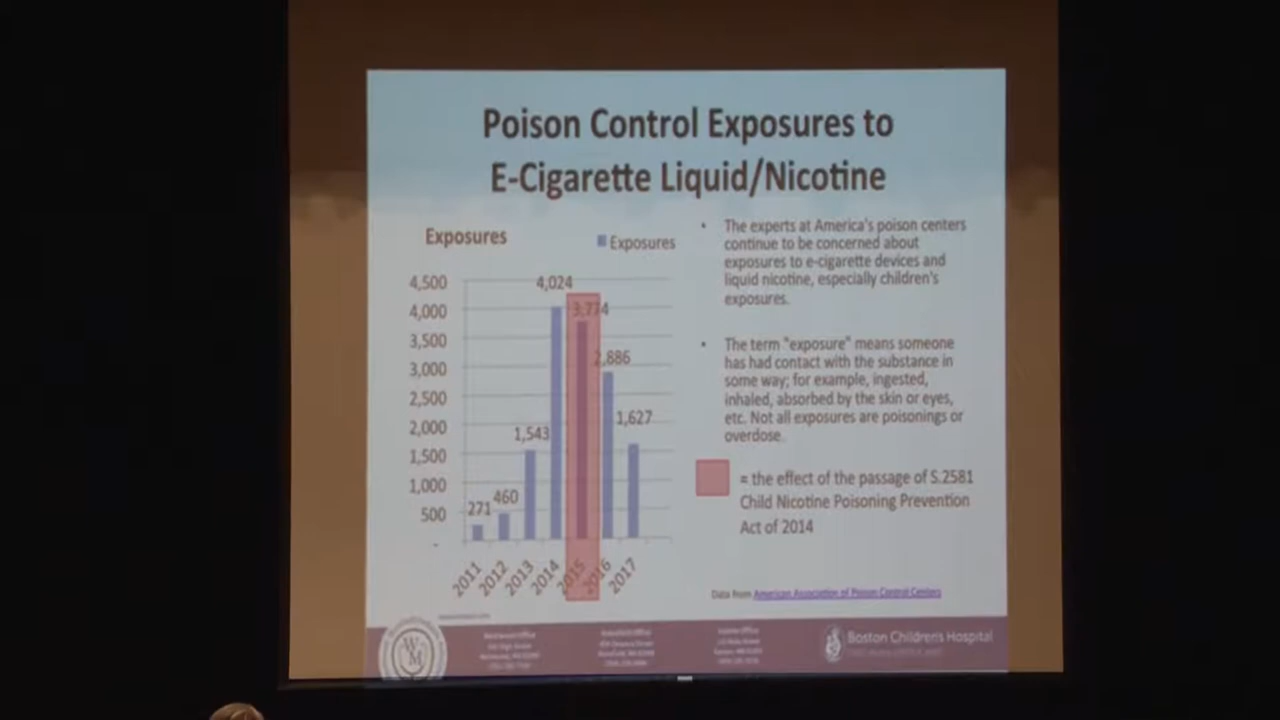 Poison Control Exposures to
E-Cigarette Liquid/Nicotine
Exposures
Exposures
4,500
4,000
3,500
3,000
2,500
2,000
1,500
1,000
500
-
271
460
1,543
4,024
3,774
2,886
1,627
2011
2012
2013
2014
2015
2016
2017
• The experts at America's poison centers
continue to be concerned about
exposures to e-cigarette devices and
liquid nicotine, especially children's
exposures.
• The term "exposure" means someone
has had contact with the substance in
some way; for example, ingested,
inhaled, absorbed by the skin or eyes,
etc. Not all exposures are poisonings or
overdose.
= the effect of the passage of S.2581
Child Nicotine Poisoning Prevention
Act of 2014
Data from American Association of Poison Control Centers
WM
Boston Children's Hospital